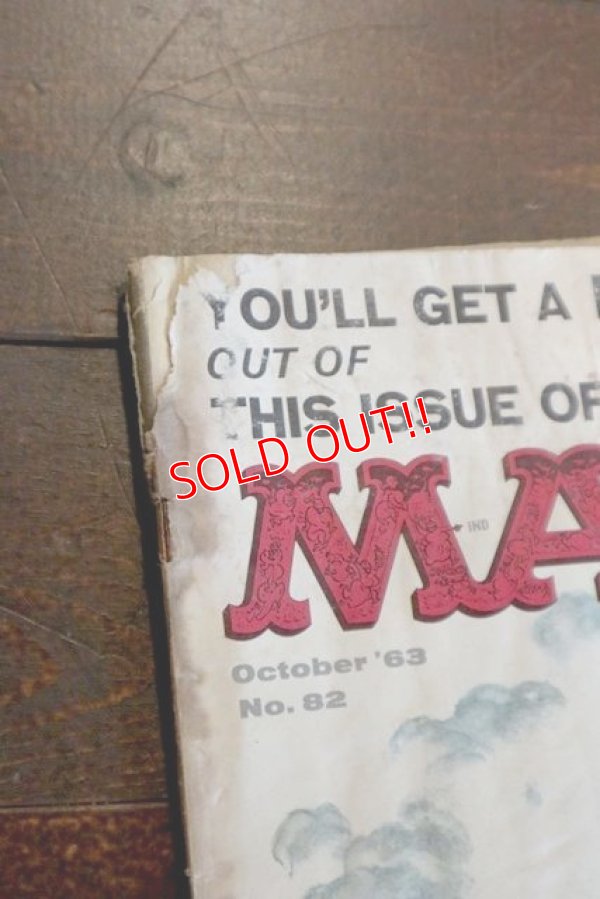 YOU'LL GET A
OUT OF
THIS ISSUE OF
SOLD OUT!!
MA
IND
October '63
No. 82